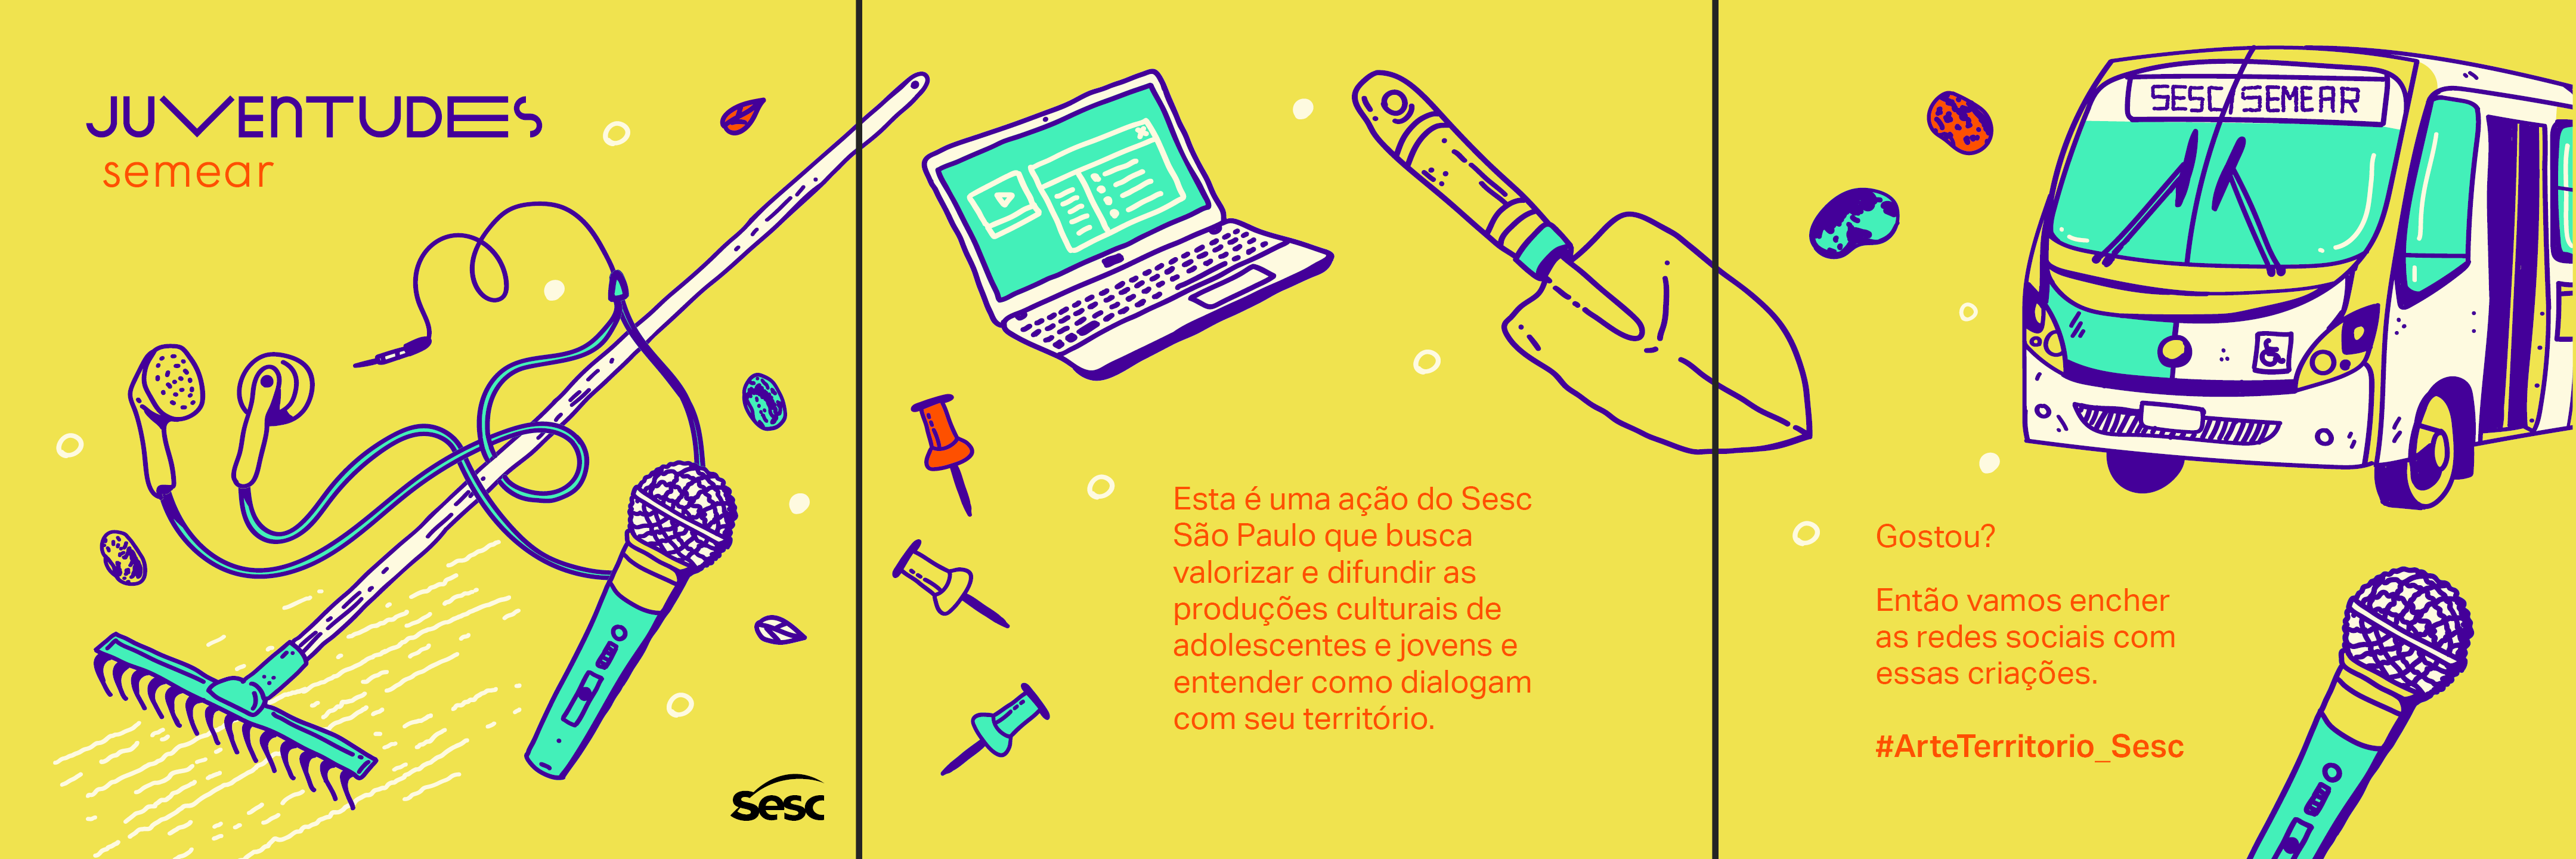 JUVENTUDES
semear
Sesc
Esta é uma ação do Sesc
São Paulo que busca
valorizar e difundir as
produções culturais de
adolescentes e jovens e
entender como dialogam
com seu território.
SESC/SEMEAR
Gostou?
Então vamos encher
as redes sociais com
essas criações.
#ArteTerritorio_Sesc